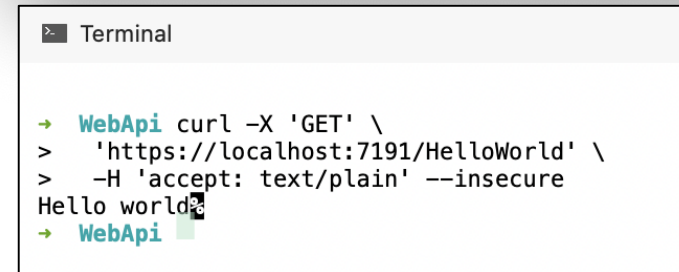 Terminal
→ WebApi curl -X 'GET' \
>   'https://localhost:7191/HelloWorld' \
>   -H 'accept: text/plain' --insecure
Hello world%
→ WebApi